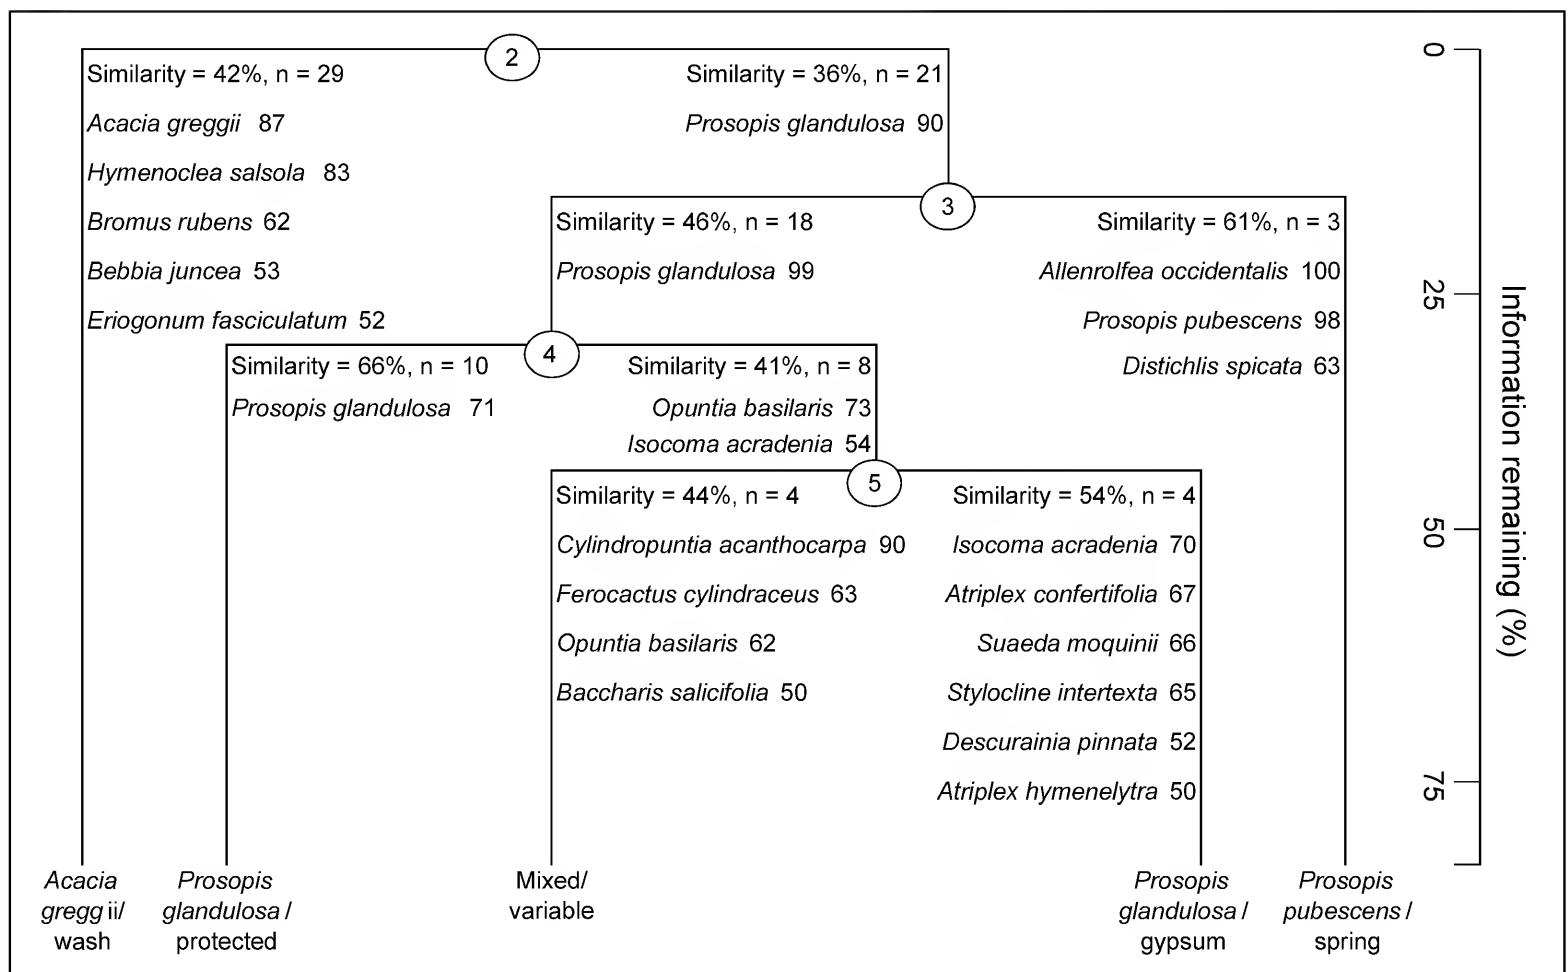 2
Similarity = 42%, n = 29
Acacia greggii 87
Hymenoclea salsola 83
Bromus rubens 62
Bebbia juncea 53
Eriogonum fasciculatum 52
Similarity = 36%, n = 21
Prosopis glandulosa 90
3
Similarity = 46%, n = 18
Prosopis glandulosa 99
Similarity = 61%, n = 3
Allenrolfea occidentalis 100
Prosopis pubescens 98
Distichlis spicata 63
4
Similarity = 66%, n = 10
Prosopis glandulosa 71
Similarity = 41%, n = 8
Opuntia basilaris 73
Isocoma acradenia 54
5
Similarity = 44%, n = 4
Cylindropuntia acanthocarpa 90
Ferocactus cylindraceus 63
Opuntia basilaris 62
Baccharis salicifolia 50
Similarity = 54%, n = 4
Isocoma acradenia 70
Atriplex confertifolia 67
Suaeda moquinii 66
Stylocline intertexta 65
Descurainia pinnata 52
Atriplex hymenelytra 50
Acacia
gregg ii/
wash
Prosopis
glandulosa /
protected
Mixed/
variable
Prosopis
glandulosa /
gypsum
Prosopis
pubescens /
spring
0
25
50
75
Information remaining (%)